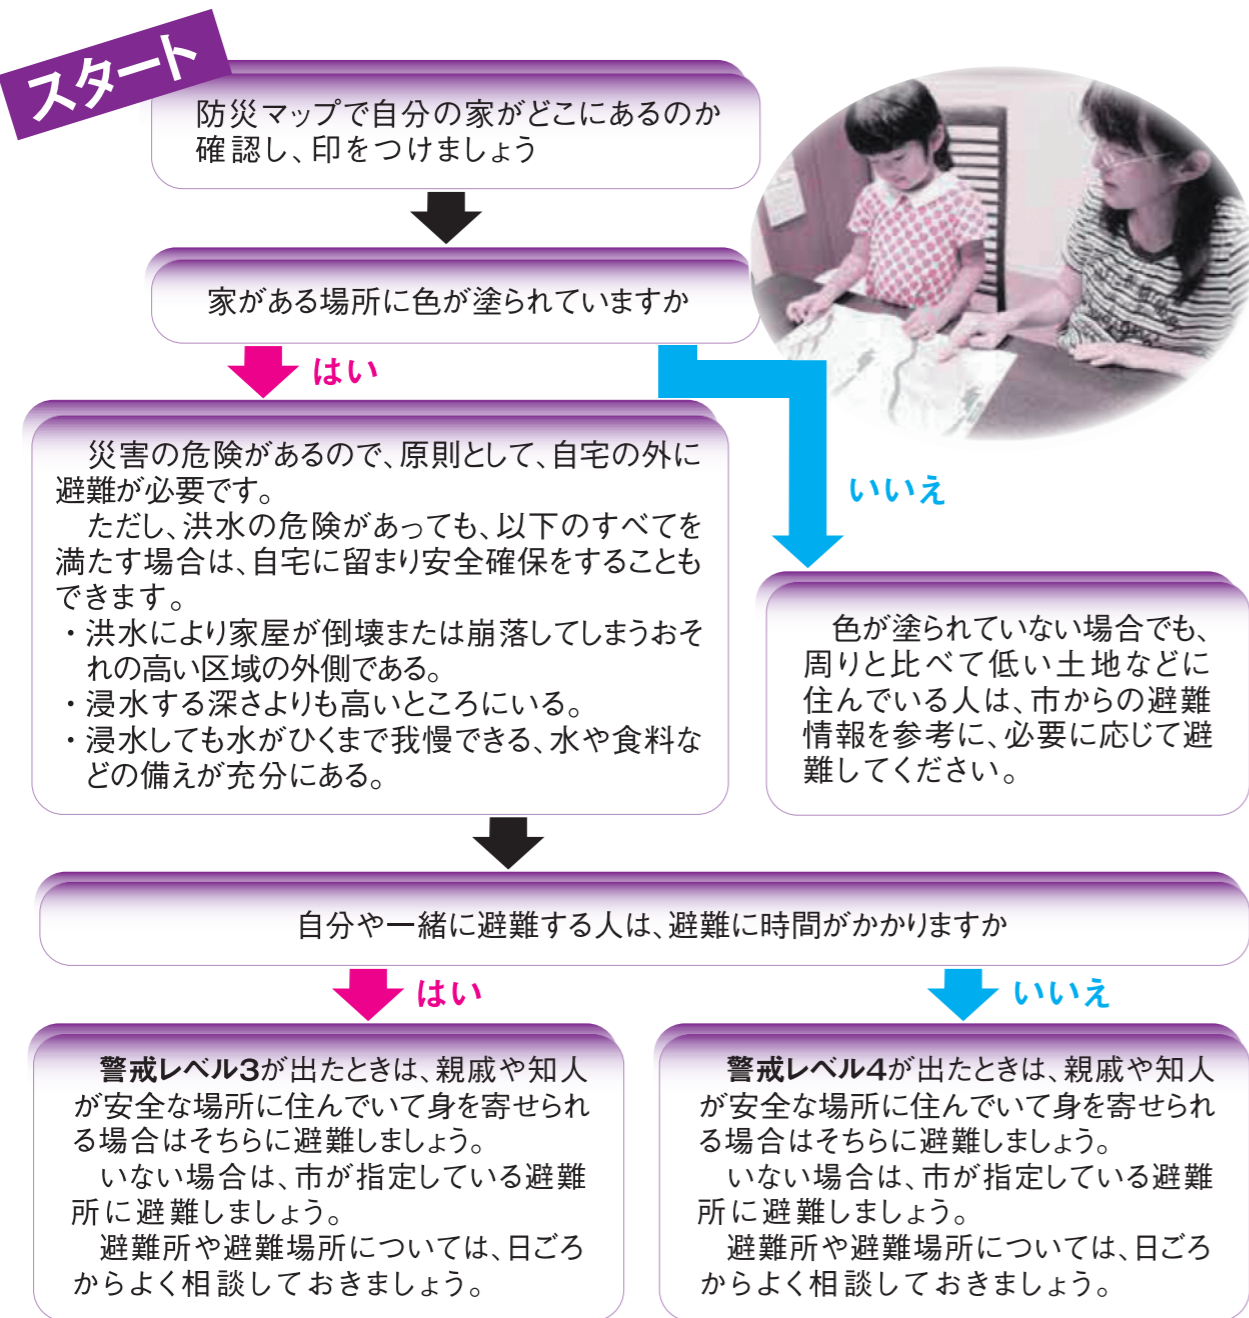 スタート
防災マップで自分の家がどこにあるのか
確認し、印をつけましょう
家がある場所に色が塗られていますか
はい
いいえ
災害の危険があるので、原則として、自宅の外に
避難が必要です。
ただし、洪水の危険があっても、以下のすべてを
満たす場合は、自宅に留まり安全確保をすることも
できます。
・洪水により家屋が倒壊または崩落してしまうおそ
れの高い区域の外側である。
・浸水する深さよりも高いところにいる。
・浸水しても水がひくまで我慢できる、水や食料な
どの備えが充分にある。
色が塗られていない場合でも、
周りと比べて低い土地などに
住んでいる人は、市からの避難
情報を参考に、必要に応じて避
難してください。
自分や一緒に避難する人は、避難に時間がかかりますか
はい
いいえ
警戒レベル3が出たときは、親戚や知人
が安全な場所に住んでいて身を寄せられ
る場合はそちらに避難しましょう。
いない場合は、市が指定している避難
所に避難しましょう。
避難所や避難場所については、日ごろ
からよく相談しておきましょう。
警戒レベル4が出たときは、親戚や知人
が安全な場所に住んでいて身を寄せられ
る場合はそちらに避難しましょう。
いない場合は、市が指定している避難
所に避難しましょう。
避難所や避難場所については、日ごろ
からよく相談しておきましょう。